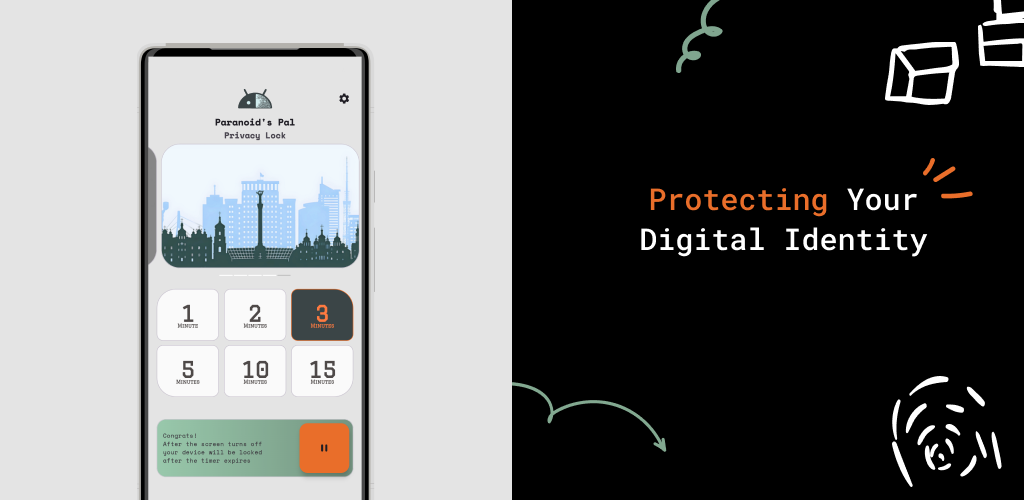 Paranoid's Pal
Privacy Lock
1
MINUTE
2
MINUTES
3
MINUTES
5
MINUTES
10
MINUTES
15
MINUTES
Congrats!
After the screen turns off
your device will be locked
after the timer expires
Protecting Your
Digital Identity